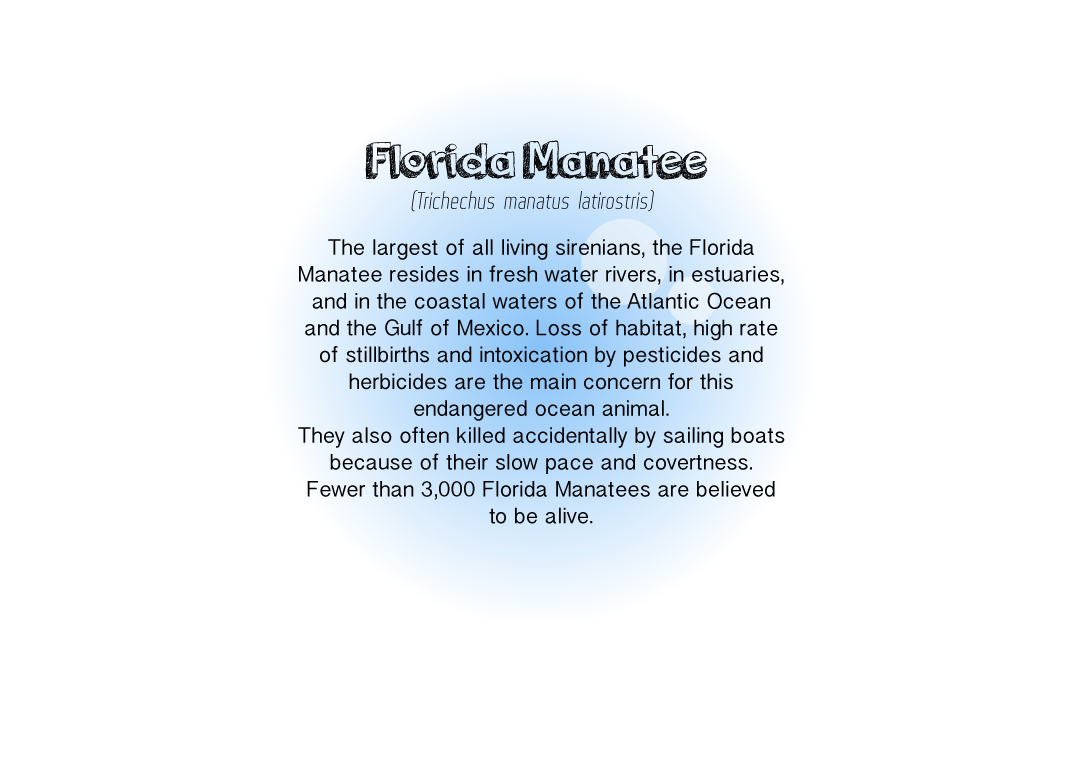 Florida Manatee
(Trichechus manatus latirostris)
The largest of all living sirenians, the Florida
Manatee resides in fresh water rivers, in estuaries,
and in the coastal waters of the Atlantic Ocean
and the Gulf of Mexico. Loss of habitat, high rate
of stillbirths and intoxication by pesticides and
herbicides are the main concern for this
endangered ocean animal.
They also often killed accidentally by sailing boats
because of their slow pace and covertness.
Fewer than 3,000 Florida Manatees are believed
to be alive.